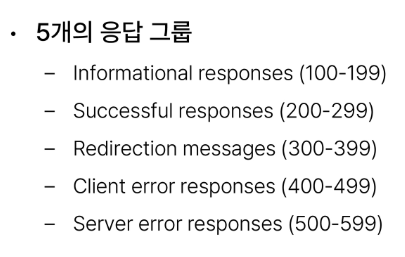 • 5개의 응답 그룹
– Informational responses (100-199)
– Successful responses (200-299)
– Redirection messages (300-399)
– Client error responses (400-499)
– Server error responses (500-599)